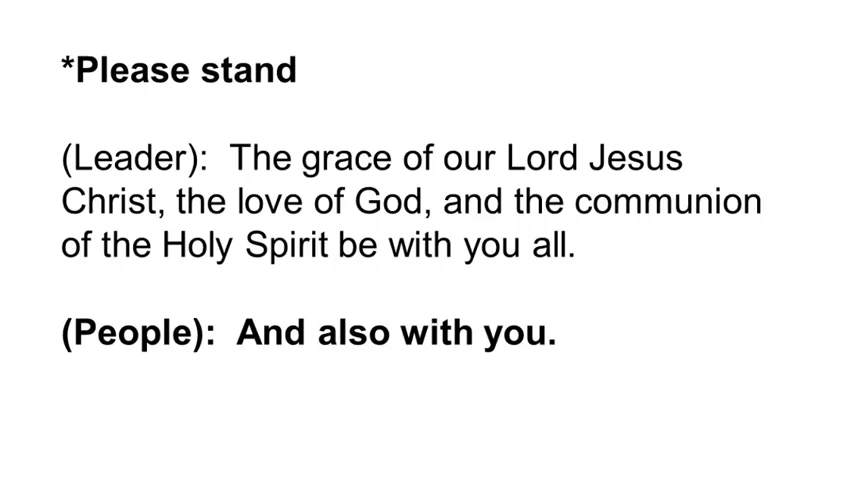 *Please stand
(Leader):  The grace of our Lord Jesus
Christ, the love of God, and the communion
of the Holy Spirit be with you all.
(People):  And also with you.